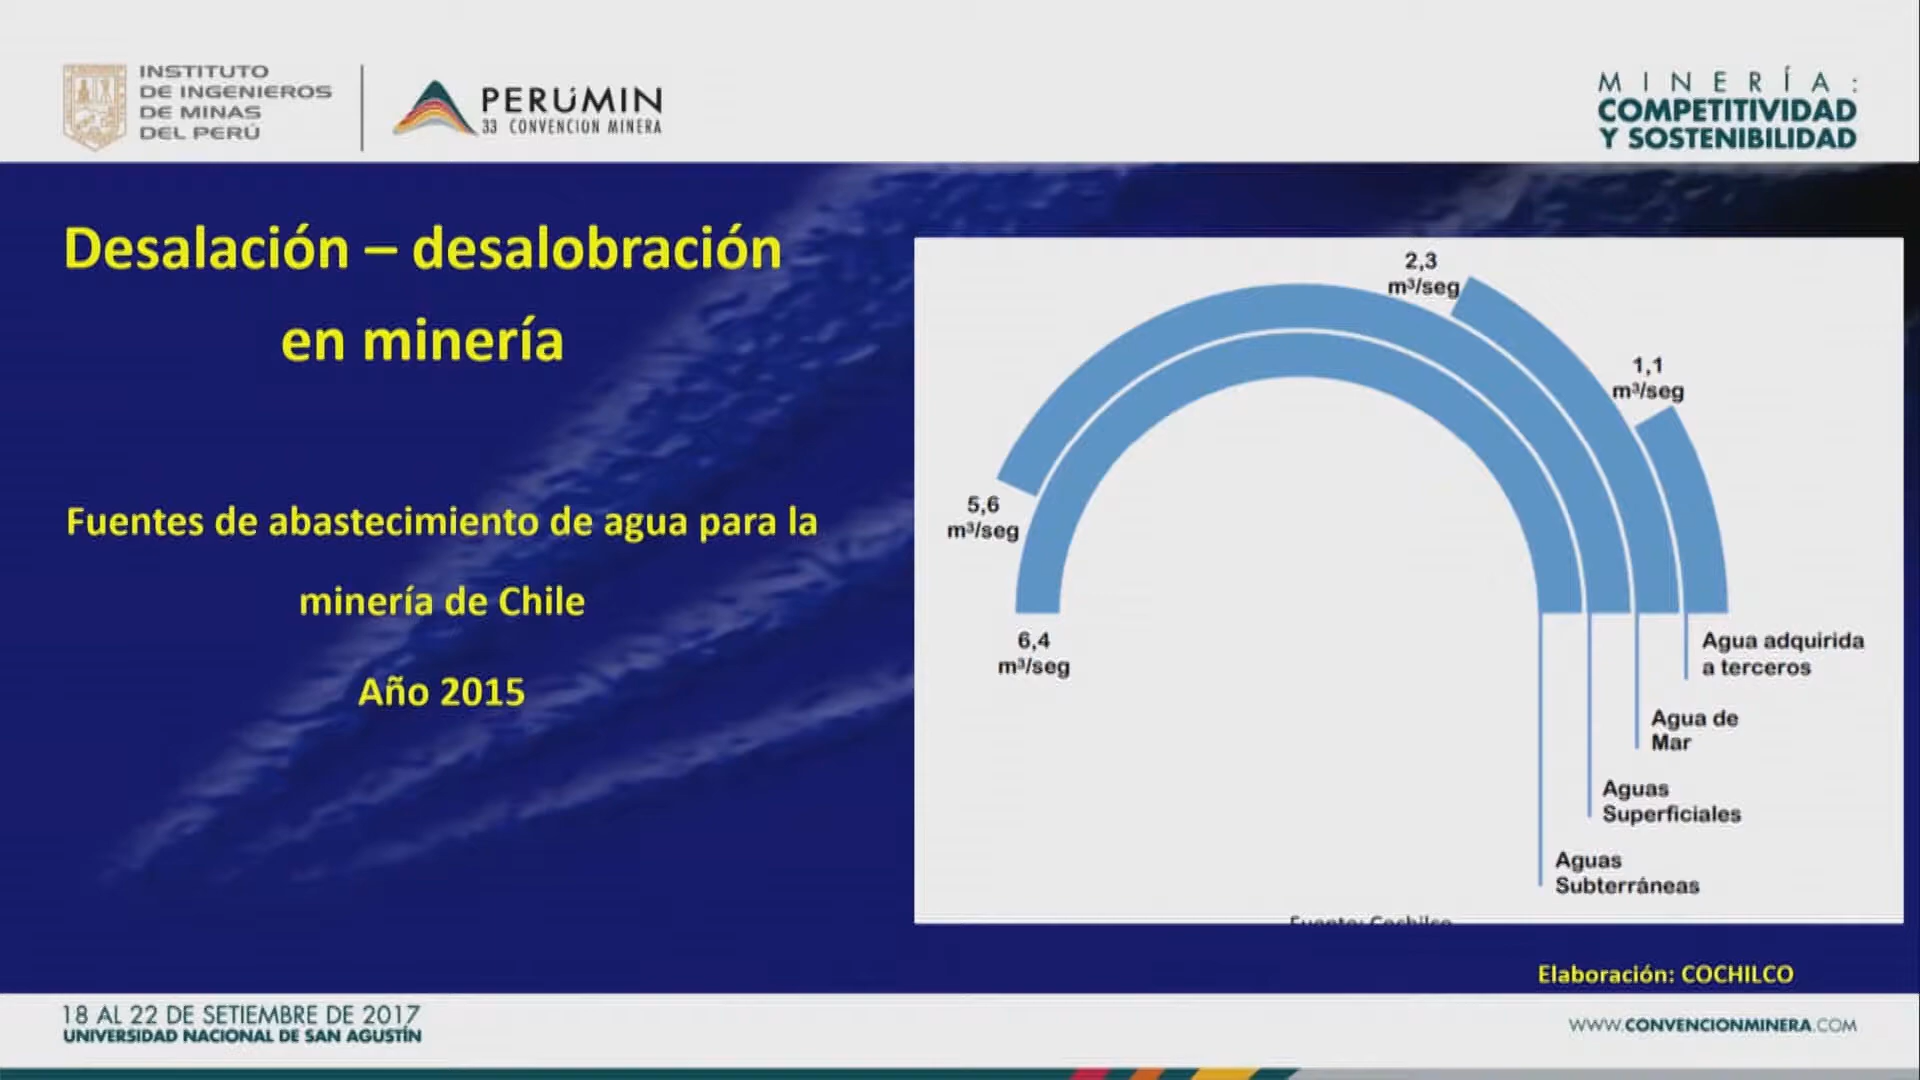 INSTITUTO
DE INGENIEROS
DE MINAS
DEL PERÚ
PERÚMIN
33 CONVENCION MINERA
MINERÍA:
COMPETITIVIDAD
Y SOSTENIBILIDAD
Desalación – desalobración
en minería
Fuentes de abastecimiento de agua para la
minería de Chile
Año 2015
2,3
m³/seg
1,1
m³/seg
5,6
m³/seg
6,4
m³/seg
Agua adquirida
a terceros
Agua de
Mar
Aguas
Superficiales
Aguas
Subterráneas
Fuente: Cochilco
Elaboración: COCHILCO
18 AL 22 DE SETIEMBRE DE 2017
UNIVERSIDAD NACIONAL DE SAN AGUSTÍN
WWW.CONVENCIONMINERA.COM